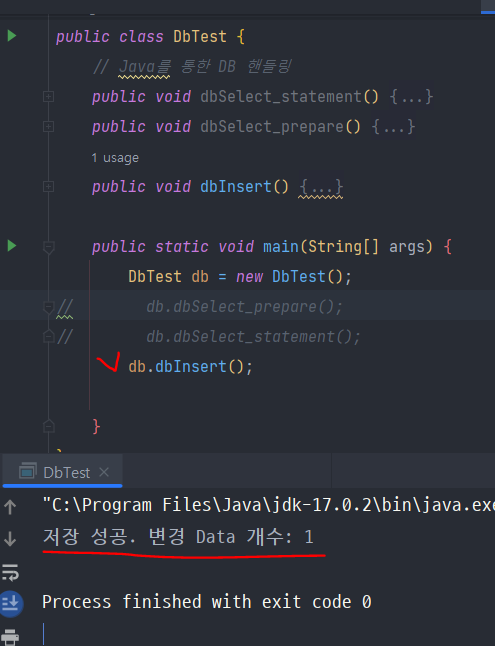 public class DbTest {
// Java를 통한 DB 핸들링
public void dbSelect_statement() {...}
public void dbSelect_prepare() {...}
1 usage
public void dbInsert() {...}
public static void main(String[] args) {
DbTest db = new DbTest();
// db.dbSelect_prepare();
// db.dbSelect_statement();
db.dbInsert();
}
DbTest
"C:\Program Files\Java\jdk-17.0.2\bin\java.exe
저장 성공. 변경 Data 개수: 1
Process finished with exit code 0